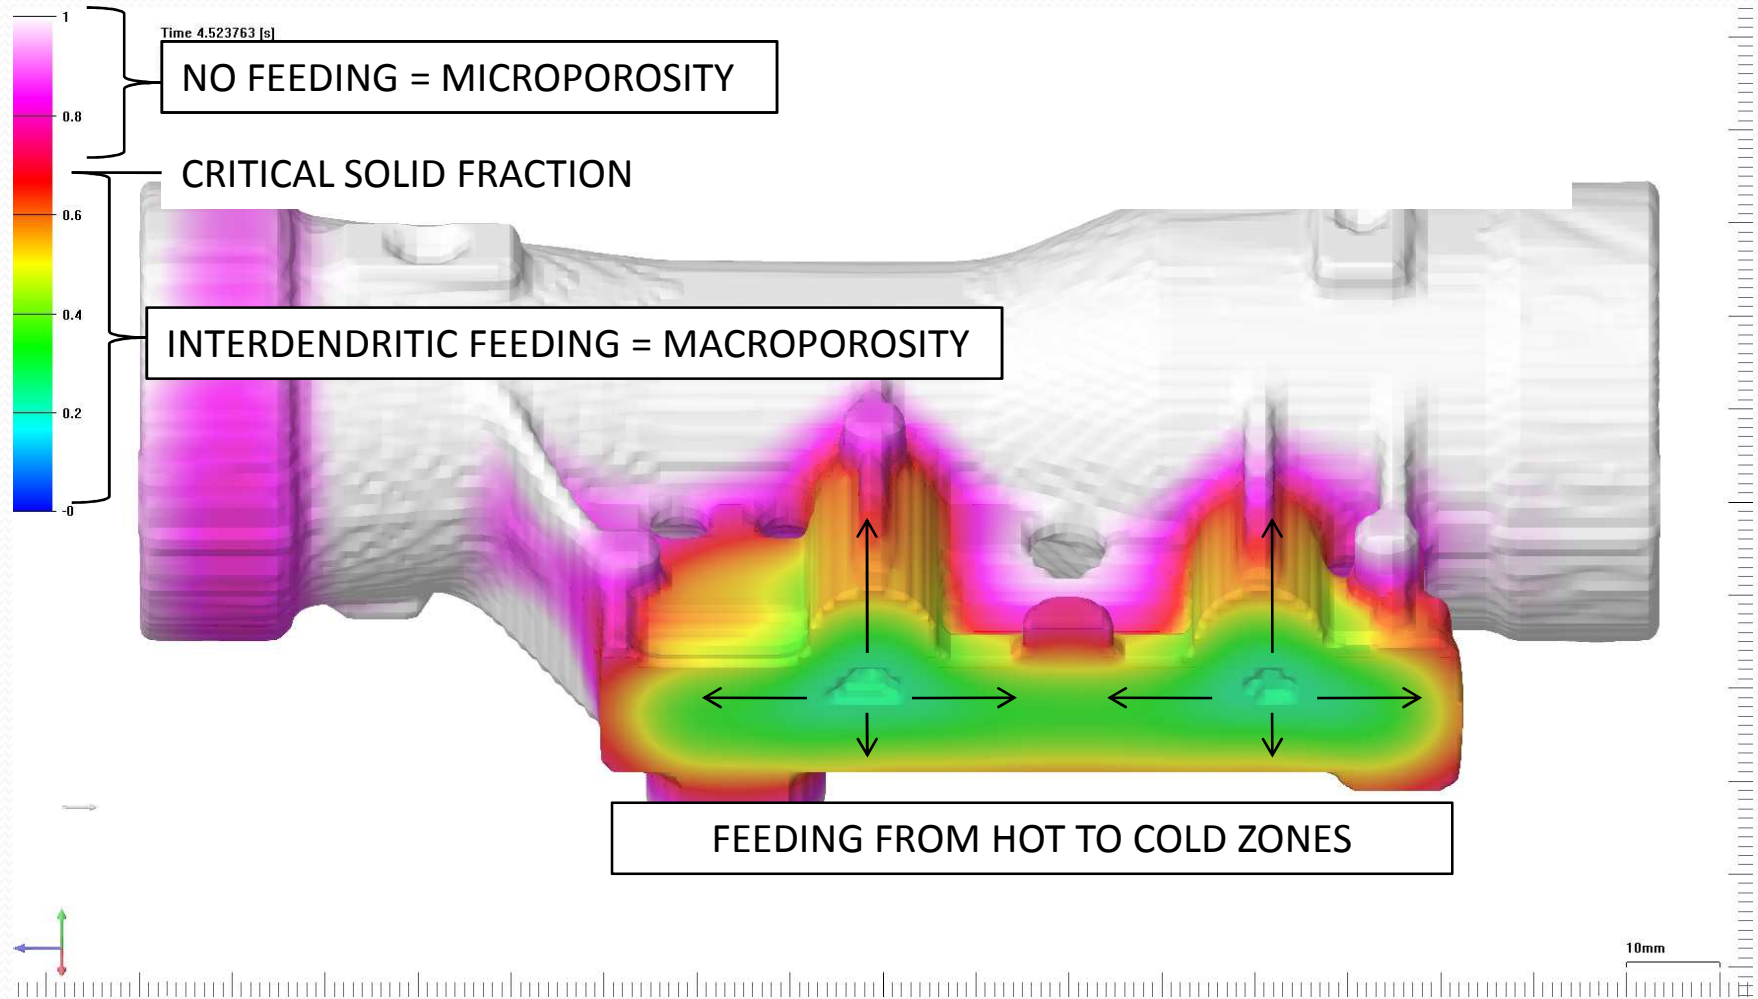 1
Time 4.523763 [s]
NO FEEDING = MICROPOROSITY
0.8
CRITICAL SOLID FRACTION
0.6
0.4
INTERDENDRITIC FEEDING = MACROPOROSITY
0.2
-0
FEEDING FROM HOT TO COLD ZONES
10mm